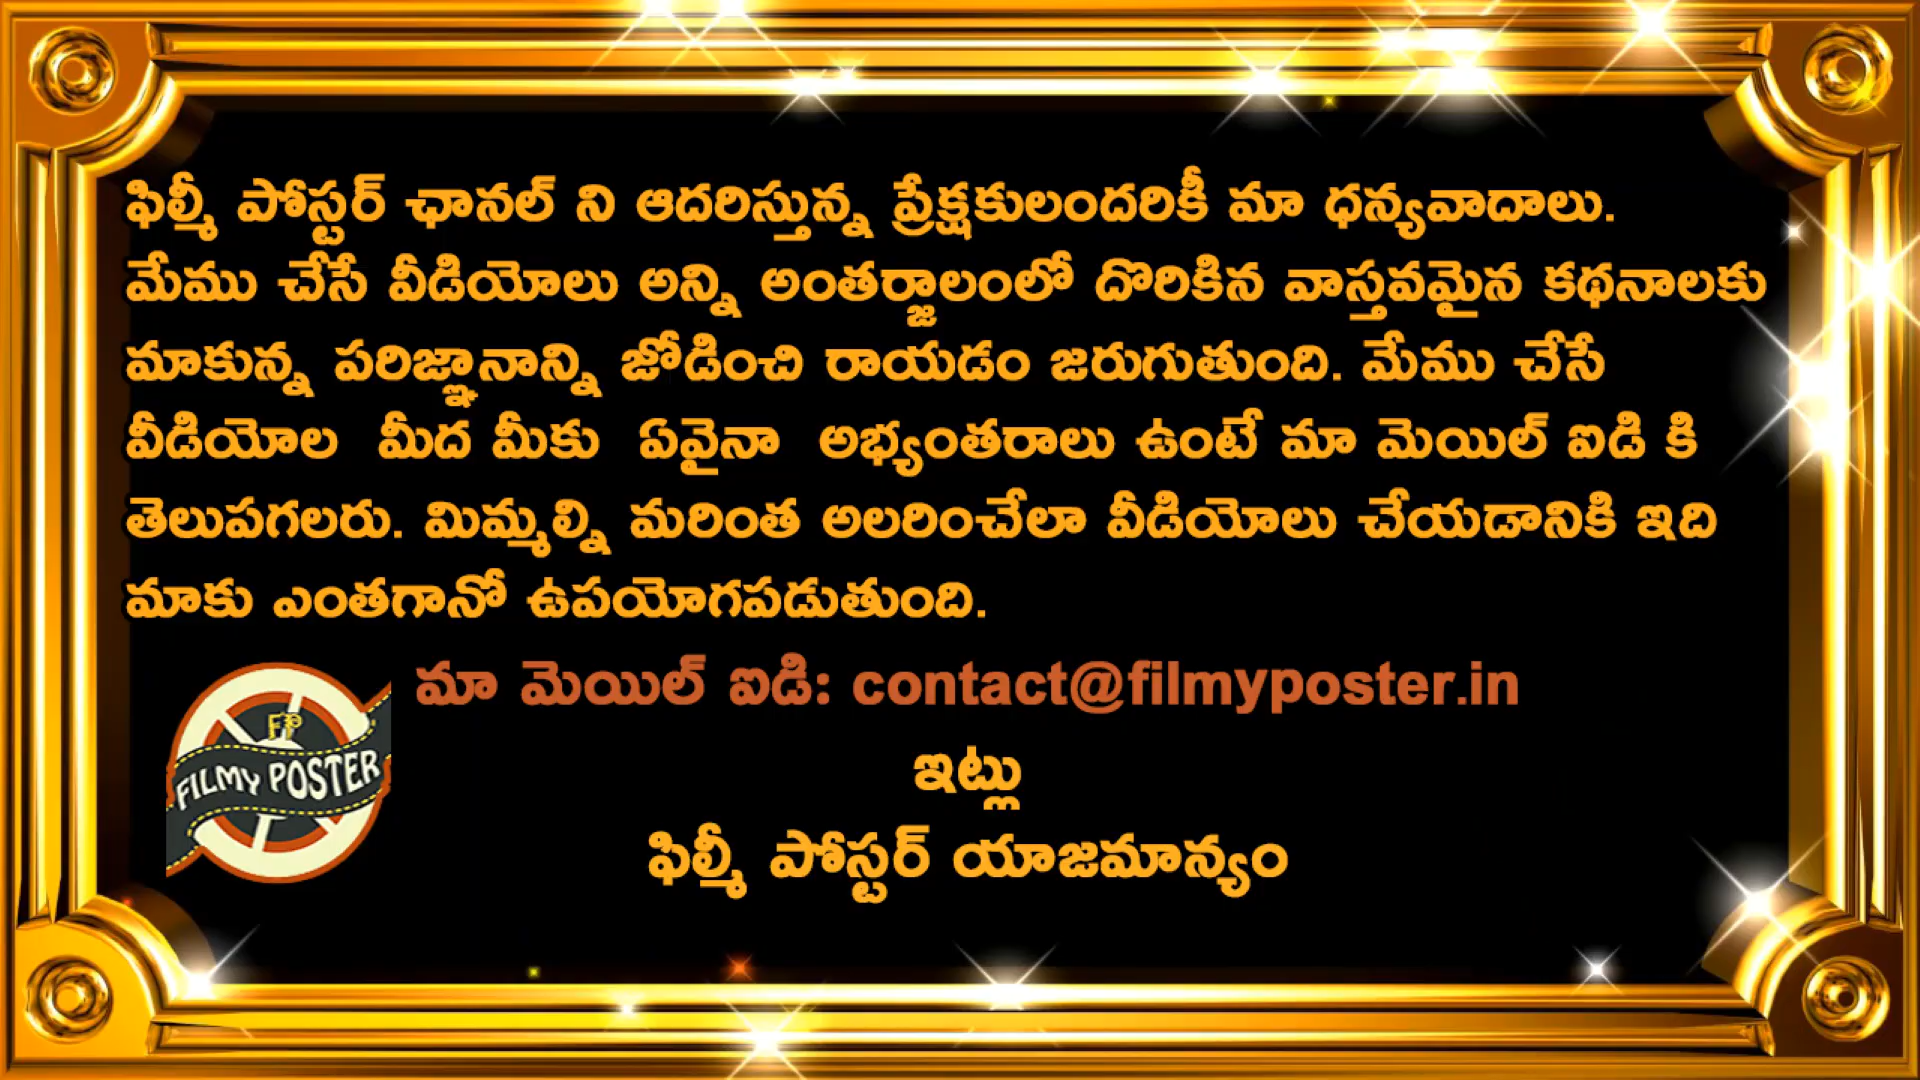 ఫిల్మీ పోస్టర్ ఛానల్ ని ఆదరిస్తున్న ప్రేక్షకులందరికీ మా ధన్యవాదాలు.
మేము చేసే వీడియోలు అన్ని అంతర్జాలంలో దొరికిన వాస్తవమైన కథనాలకు
మాకున్న పరిజ్ఞానాన్ని జోడించి రాయడం జరుగుతుంది. మేము చేసే
వీడియోల మీద మీకు ఏవైనా అభ్యంతరాలు ఉంటే మా మెయిల్ ఐడి కి
తెలుపగలరు. మిమ్మల్ని మరింత అలరించేలా వీడియోలు చేయడానికి ఇది
మాకు ఎంతగానో ఉపయోగపడుతుంది.
మా మెయిల్ ఐడి: contact@filmyposter.in
FP
FILMY POSTER
ఇట్లు
ఫిల్మీ పోస్టర్ యాజమాన్యం